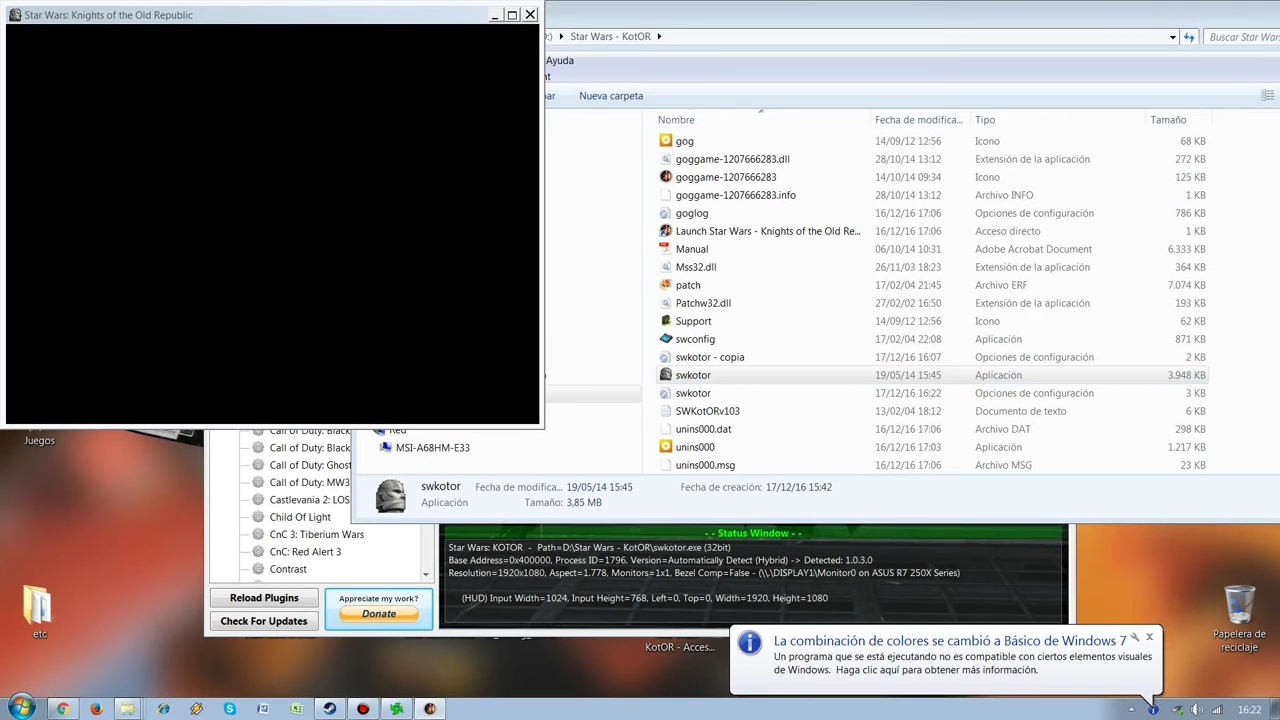 Star Wars: Knights of the Old Republic
Star Wars - KotOR
Buscar Star Wars
Ayuda
Nueva carpeta
Nombre Fecha de modifica... Tipo Tamaño
gog 14/09/12 12:56 Icono 68 KB
goggame-1207666283.dll 28/10/14 13:12 Extensión de la aplicación 272 KB
goggame-1207666283 14/10/14 09:34 Icono 125 KB
goggame-1207666283.info 28/10/14 13:12 Archivo INFO 1 KB
goglog 16/12/16 17:06 Opciones de configuración 786 KB
Launch Star Wars - Knights of the Old Re... 16/12/16 17:06 Acceso directo 1 KB
Manual 06/10/14 10:31 Adobe Acrobat Document 6.333 KB
Mss32.dll 26/11/03 18:23 Extensión de la aplicación 364 KB
patch 17/02/04 21:45 Archivo ERF 7.074 KB
Patchw32.dll 27/02/02 16:50 Extensión de la aplicación 193 KB
Support 14/09/12 12:56 Icono 62 KB
swconfig 17/02/04 22:08 Aplicación 871 KB
swkotor - copia 17/12/16 16:07 Opciones de configuración 2 KB
swkotor 19/05/14 15:45 Aplicación 3.948 KB
swkotor 17/12/16 16:22 Opciones de configuración 3 KB
SWKotORv103 13/02/04 18:12 Documento de texto 6 KB
unins000.dat 16/12/16 17:06 Archivo DAT 298 KB
unins000 16/12/16 17:03 Aplicación 1.217 KB
unins000.msg 16/12/16 17:06 Archivo MSG 23 KB
Red
MSI-A68HM-E33
swkotor Fecha de modifica... 19/05/14 15:45 Fecha de creación: 17/12/16 15:42
Aplicación Tamaño: 3,85 MB
Juegos
Call of Duty: Black
Call of Duty: Black
Call of Duty: Ghost
Call of Duty: MW3
Castlevania 2: LOS
Child Of Light
CnC 3: Tiberium Wars
CnC: Red Alert 3
Contrast
Reload Plugins
Check For Updates
Appreciate my work?
Donate
- - Status Window - -
Star Wars: KOTOR - Path=D:\Star Wars - KotOR\swkotor.exe (32bit)
Base Address=0x400000, Process ID=1796, Version=Automatically Detect (Hybrid) -> Detected: 1.0.3.0
Resolution=1920x1080, Aspect=1.778, Monitors=1x1, Bezel Comp=False - (\\.\DISPLAY1\Monitor0 on ASUS R7 250X Series)
(HUD) Input Width=1024, Input Height=768, Left=0, Top=0, Width=1920, Height=1080
etc
KotOR - Acces...
Papelera de
reciclaje
La combinación de colores se cambió a Básico de Windows 7
Un programa que se está ejecutando no es compatible con ciertos elementos visuales
de Windows. Haga clic aquí para obtener más información.
16:22